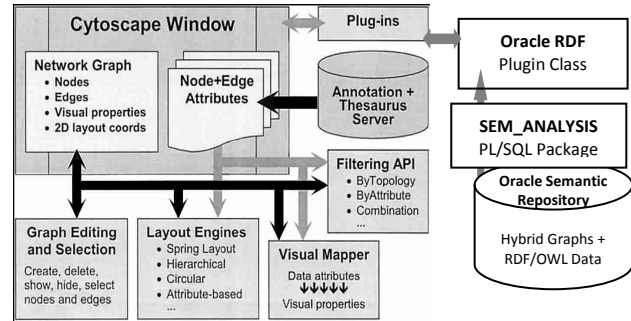 Cytoscape Window
Plug-ins
Network Graph
• Nodes
• Edges
• Visual properties
• 2D layout coords
Node+Edge
Attributes
Annotation +
Thesaurus
Server
Oracle RDF
Plugin Class
SEM_ANALYSIS
PL/SQL Package
Oracle Semantic
Repository
Hybrid Graphs +
RDF/OWL Data
Filtering API
• ByTopology
• ByAttribute
• Combination
...
Graph Editing
and Selection
Create, delete,
show, hide, select
nodes and edges
Layout Engines
• Spring Layout
• Hierarchical
• Circular
• Attribute-based
...
Visual Mapper
Data attributes
Visual properties